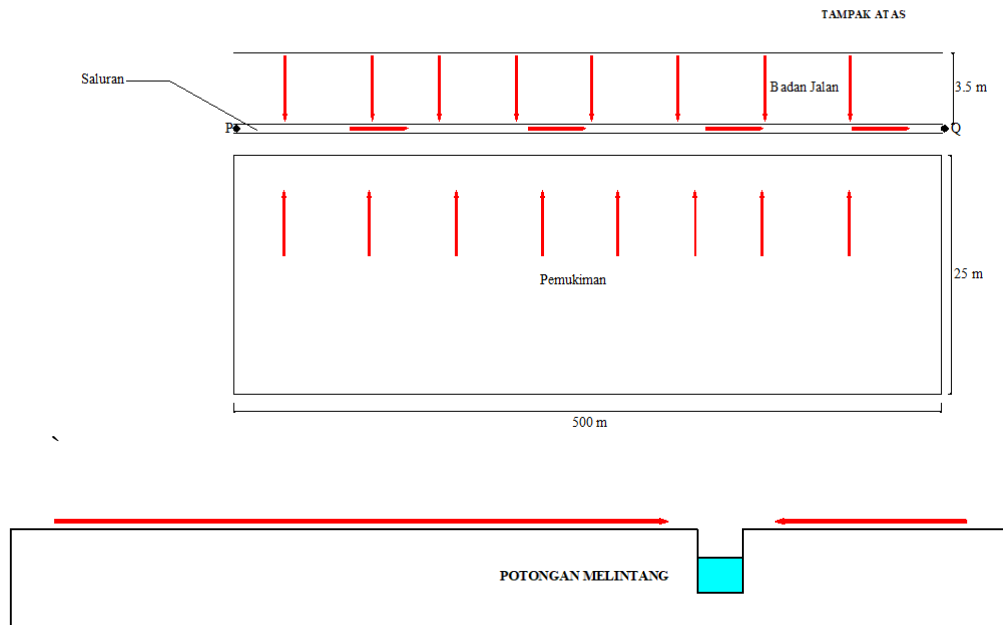 TAMPAK ATAS
Saluran
Badan Jalan
3.5 m
P
Q
25 m
Pemukiman
500 m
POTONGAN MELINTANG